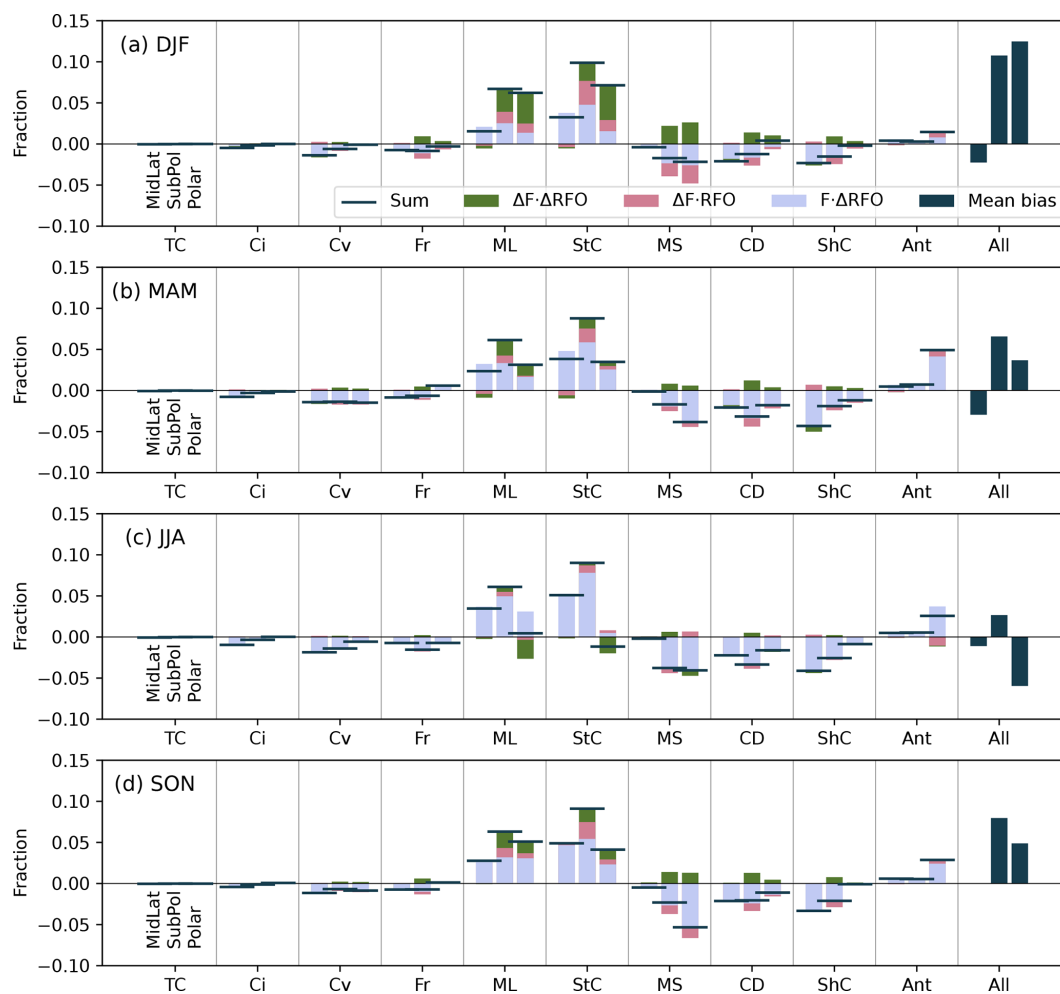 (a) DJF
Fraction
0.15
0.10
0.05
0.00
−0.05
−0.10
MidLat
SubPol
Polar
Sum ΔF·ΔRFO ΔF·RFO F·ΔRFO Mean bias
TC Ci Cv Fr ML StC MS CD ShC Ant All
(b) MAM
Fraction
0.15
0.10
0.05
0.00
−0.05
−0.10
MidLat
SubPol
Polar
TC Ci Cv Fr ML StC MS CD ShC Ant All
(c) JJA
Fraction
0.15
0.10
0.05
0.00
−0.05
−0.10
MidLat
SubPol
Polar
TC Ci Cv Fr ML StC MS CD ShC Ant All
(d) SON
Fraction
0.15
0.10
0.05
0.00
−0.05
−0.10
MidLat
SubPol
Polar
TC Ci Cv Fr ML StC MS CD ShC Ant All